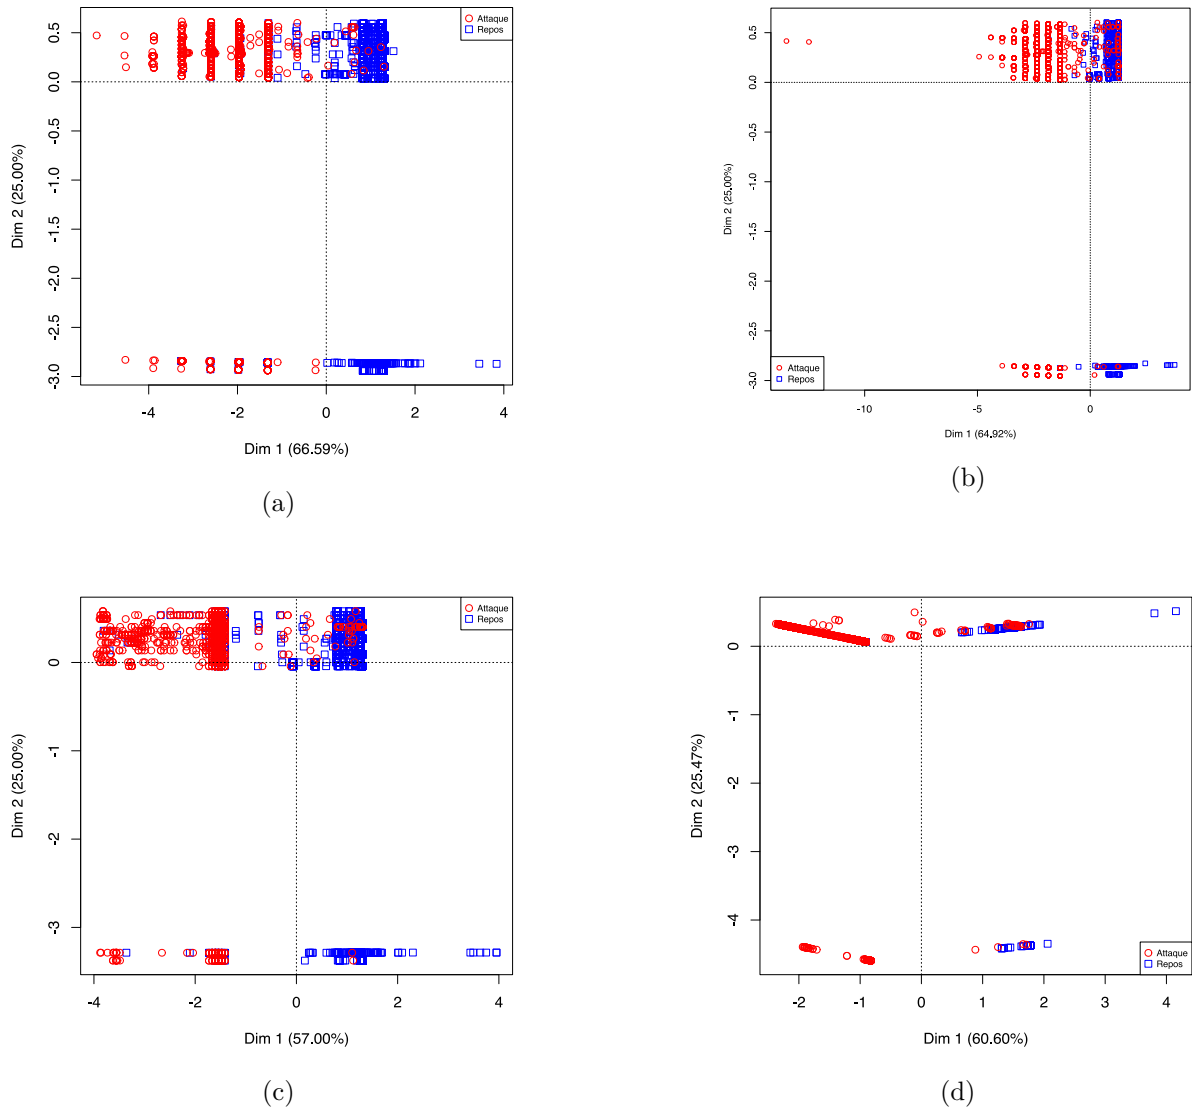 Attaque
Repos
0.5
0.0
-0.5
-1.0
-1.5
-2.0
-2.5
-3.0
Dim 2 (25.00%)
-4 -2 0 2 4
Dim 1 (66.59%)
(a)
0.5
0.0
-0.5
-1.0
-1.5
-2.0
-2.5
-3.0
Dim 2 (25.00%)
Attaque
Repos
-10 -5 0
Dim 1 (64.92%)
(b)
Attaque
Repos
0
-1
-2
-3
Dim 2 (25.00%)
-4 -2 0 2 4
Dim 1 (57.00%)
(c)
0
-1
-2
-3
-4
Dim 2 (25.47%)
Attaque
Repos
-2 -1 0 1 2 3 4
Dim 1 (60.60%)
(d)